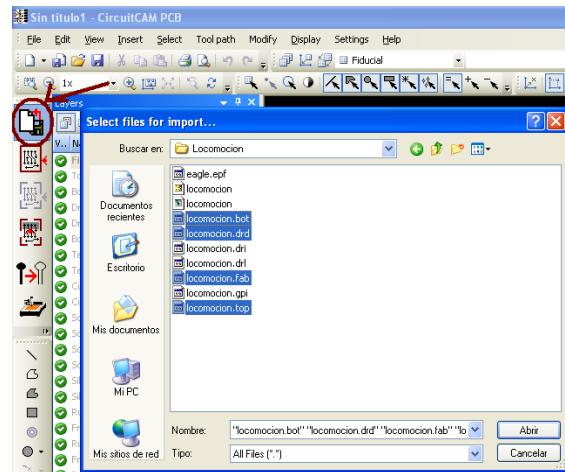 Sin título1 - CircuitCAM PCB
File Edit View Insert Select Tool path Modify Display Settings Help
Fiducial
1x
Layers
Select files for import...
V... N
Buscar en: Locomocion
Documentos recientes
Escritorio
Mis documentos
Mi PC
Mis sitios de red
eagle.epf
locomocion
locomocion
locomocion.bot
locomocion.drd
locomocion.dri
locomocion.drl
locomocion.fab
locomocion.gpi
locomocion.top
Nombre: "locomocion.bot" "locomocion.drd" "locomocion.fab" "lo
Abrir
Tipo: All Files (*.*)
Cancelar